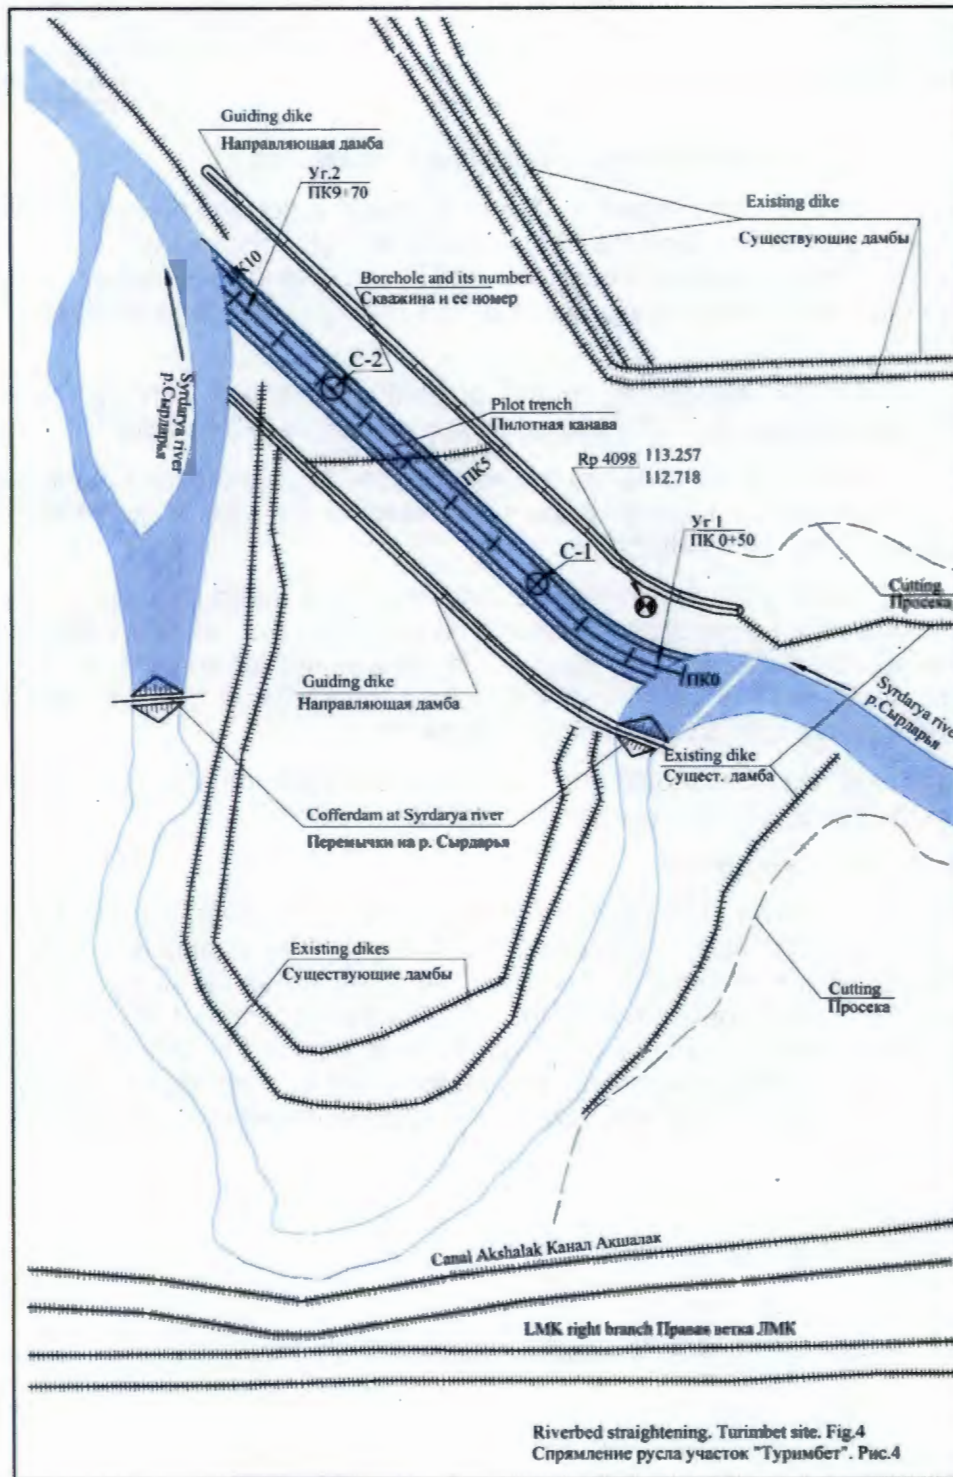 Guiding dike
Направляющая дамба
Уг.2
ПК9+70
Existing dike
Существующие дамбы
К10
Borehole and its number
Скважина и ее номер
С-2
Syrdarya river
р.Сырдарья
Pilot trench
Пилотная канава
ПК5
Rp 4098 113.257
112.718
Уг 1
ПК 0+50
С-1
Cutting
Просека
Guiding dike
Направляющая дамба
ПК0
Syrdarya river
р.Сырдарья
Existing dike
Сущест. дамба
Cofferdam at Syrdarya river
Перемычки на р. Сырдарья
Existing dikes
Существующие дамбы
Cutting
Просека
Canal Akshalak Канал Акшалак
LMK right branch Правая ветка ЛМК
Riverbed straightening. Turimbet site. Fig.4
Спрямление русла участок "Туримбет". Рис.4